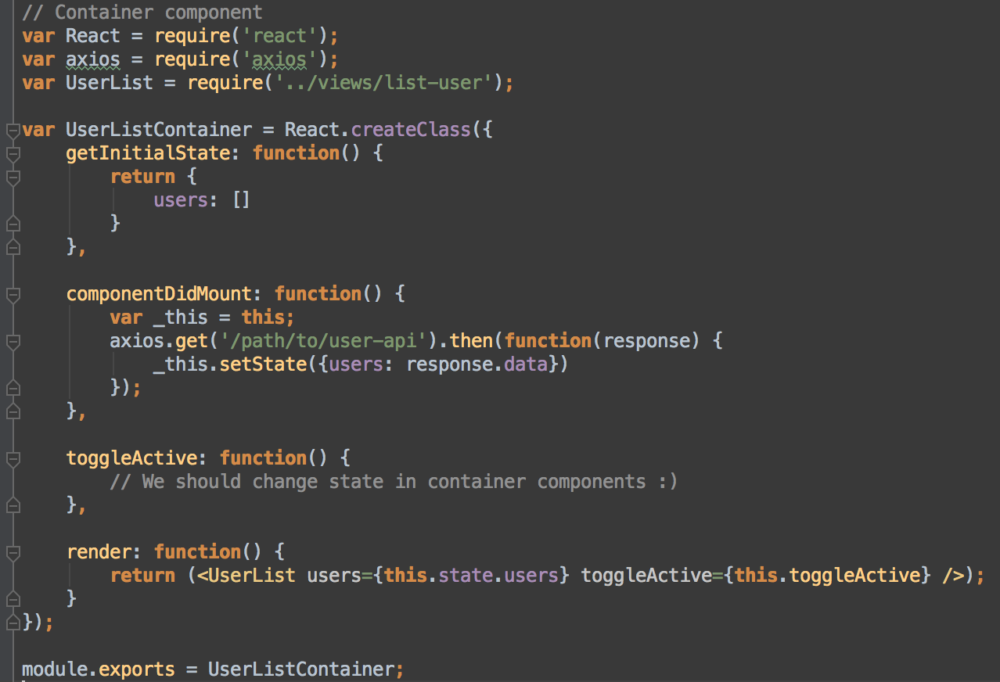 // Container component
var React = require('react');
var axios = require('axios');
var UserList = require('../views/list-user');

var UserListContainer = React.createClass({
    getInitialState: function() {
        return {
            users: []
        }
    },

    componentDidMount: function() {
        var _this = this;
        axios.get('/path/to/user-api').then(function(response) {
            _this.setState({users: response.data})
        });
    },

    toggleActive: function() {
        // We should change state in container components :)
    },

    render: function() {
        return (<UserList users={this.state.users} toggleActive={this.toggleActive} />);
    }
});

module.exports = UserListContainer;